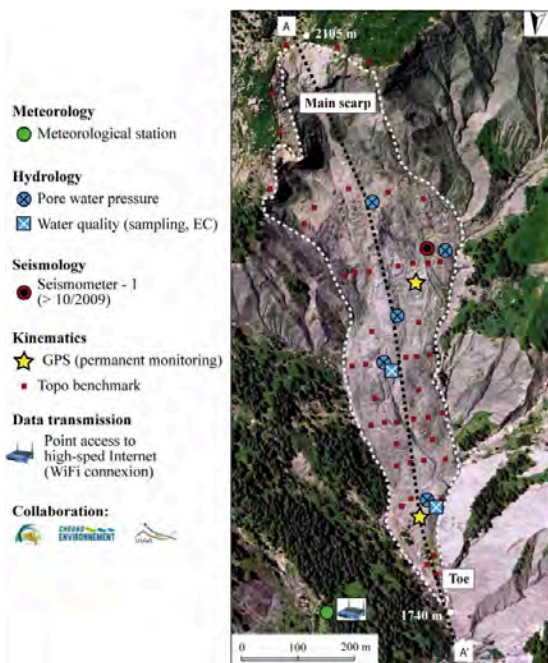 Meteorology
Meteorological station
Hydrology
Pore water pressure
Water quality (sampling, EC)
Seismology
Seismometer - 1
(> 10/2009)
Kinematics
GPS (permanent monitoring)
Topo benchmark
Data transmission
Point access to
high-sped Internet
(WiFi connexion)
Collaboration:
ENVIRONNEMENT
A
2105 m
Main scarp
Toe
1740 m
A'
0 100 200 m